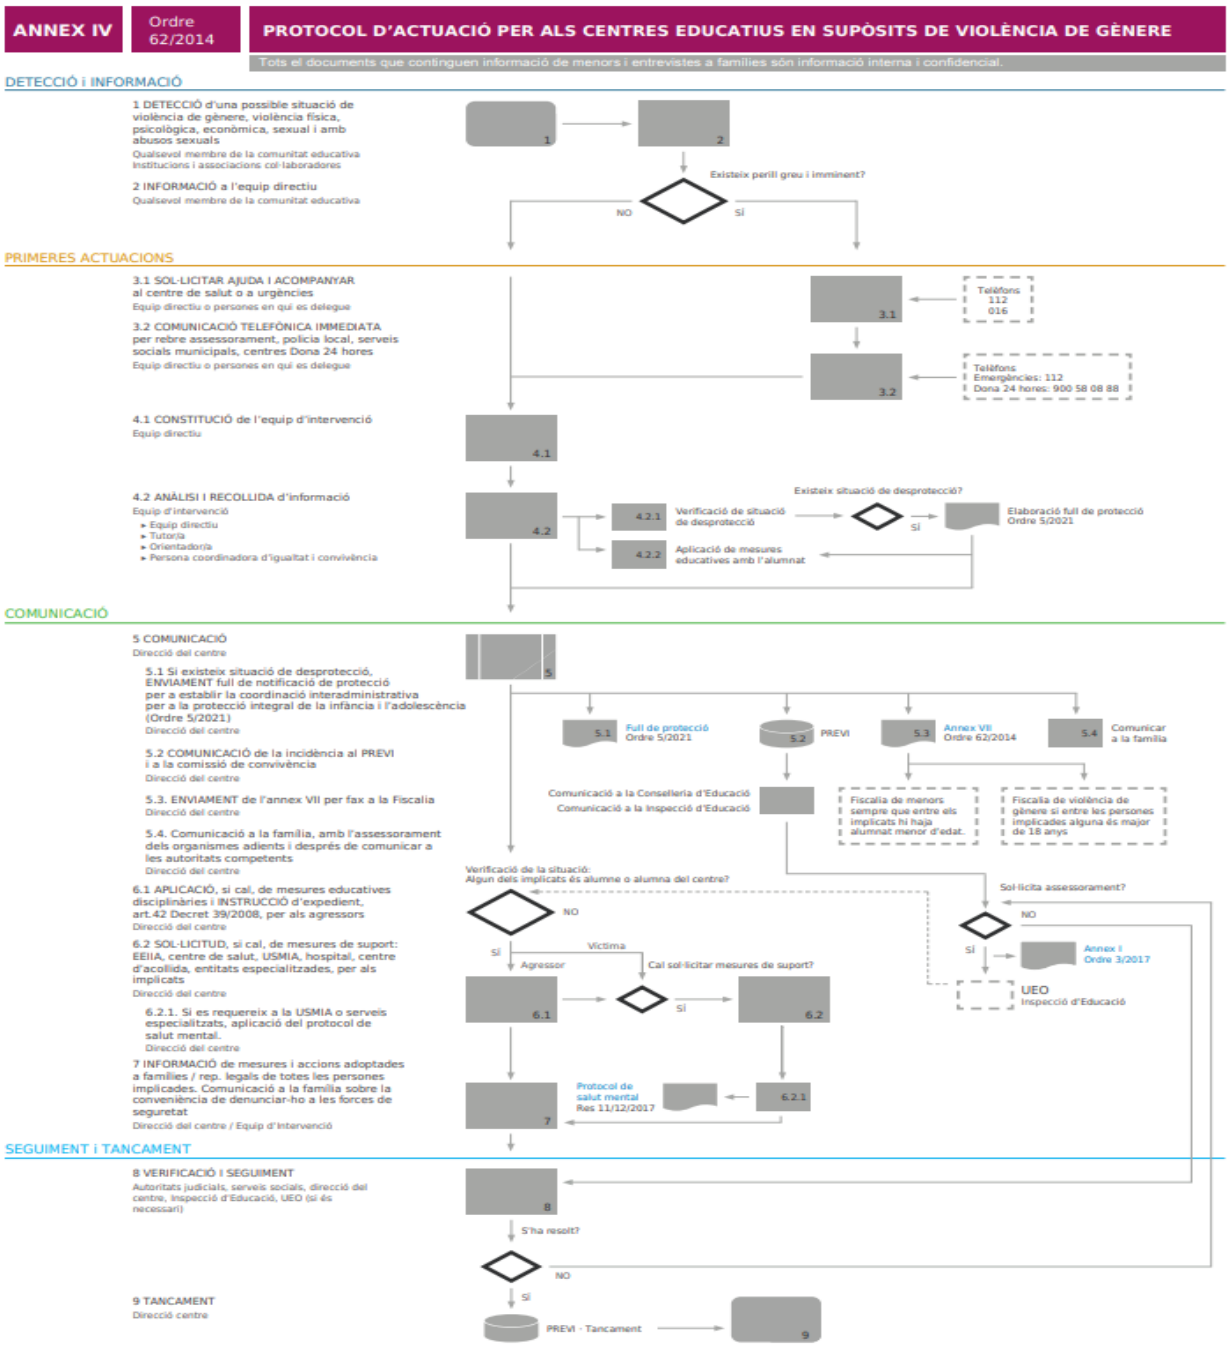 ANNEX IV
Ordre
62/2014
PROTOCOL D'ACTUACIÓ PER ALS CENTRES EDUCATIUS EN SUPÒSITS DE VIOLÈNCIA DE GÈNERE
Tots el documents que continguen informació de menors i entrevistes a famílies són informació interna i confidencial.
DETECCIÓ i INFORMACIÓ
1 DETECCIÓ d'una possible situació de
violència de gènere, violència física,
psicològica, econòmica, sexual i amb
abusos sexuals
Qualsevol membre de la comunitat educativa
Institucions i associacions col·laboradores
2 INFORMACIÓ a l'equip directiu
Qualsevol membre de la comunitat educativa
1
2
Existeix perill greu i imminent?
NO
SÍ
PRIMERES ACTUACIONS
3.1 SOL·LICITAR AJUDA I ACOMPANYAR
al centre de salut o a urgències
Equip directiu o persones en qui es delegue
3.2 COMUNICACIÓ TELEFÒNICA IMMEDIATA
per rebre assessorament, policia local, serveis
socials municipals, centres Dona 24 hores
Equip directiu o persones en qui es delegue
4.1 CONSTITUCIÓ de l'equip d'intervenció
Equip directiu
4.2 ANÀLISI I RECOLLIDA d'informació
Equip d'intervenció
▸ Equip directiu
▸ Tutor/a
▸ Orientador/a
▸ Persona coordinadora d'igualtat i convivència
3.1
Telèfons
112
016
3.2
Telèfons
Emergències: 112
Dona 24 hores: 900 58 08 88
4.1
4.2
4.2.1
Verificació de situació
de desprotecció
Existeix situació de desprotecció?
SÍ
Elaboració full de protecció
Ordre 5/2021
4.2.2
Aplicació de mesures
educatives amb l'alumnat
COMUNICACIÓ
5 COMUNICACIÓ
Direcció del centre
5.1 Si existeix situació de desprotecció,
ENVIAMENT full de notificació de protecció
per a establir la coordinació interadministrativa
per a la protecció integral de la infància i l'adolescència
(Ordre 5/2021)
Direcció del centre
5.2 COMUNICACIÓ de la incidència al PREVI
i a la comissió de convivència
Direcció del centre
5.3. ENVIAMENT de l'annex VII per fax a la Fiscalia
Direcció del centre
5.4. Comunicació a la família, amb l'assessorament
dels organismes adients i després de comunicar a
les autoritats competents
Direcció del centre
6.1 APLICACIÓ, si cal, de mesures educatives
disciplinàries i INSTRUCCIÓ d'expedient,
art.42 Decret 39/2008, per als agressors
Direcció del centre
6.2 SOL·LICITUD, si cal, de mesures de suport:
EEIIA, centre de salut, USMIA, hospital, centre
d'acollida, entitats especialitzades, per als
implicats
Direcció del centre
6.2.1. Si es requereix a la USMIA o serveis
especialitzats, aplicació del protocol de
salut mental.
Direcció del centre
7 INFORMACIÓ de mesures i accions adoptades
a famílies / rep. legals de totes les persones
implicades. Comunicació a la família sobre la
conveniència de denunciar-ho a les forces de
seguretat
Direcció del centre / Equip d'Intervenció
5
5.1
Full de protecció
Ordre 5/2021
5.2
PREVI
5.3
Annex VII
Ordre 62/2014
5.4
Comunicar
a la família
Comunicació a la Conselleria d'Educació
Comunicació a la Inspecció d'Educació
Fiscalia de menors
sempre que entre els
implicats hi haja
alumnat menor d'edat.
Fiscalia de violència de
gènere si entre les persones
implicades alguna és major
de 18 anys
Verificació de la situació:
Algun dels implicats és alumne o alumna del centre?
NO
SÍ
Agressor
Víctima
Cal sol·licitar mesures de suport?
6.1
SÍ
6.2
Sol·licita assessorament?
NO
SÍ
Annex I
Ordre 3/2017
UEO
Inspecció d'Educació
7
Protocol de
salut mental
Res 11/12/2017
6.2.1
SEGUIMENT i TANCAMENT
8 VERIFICACIÓ I SEGUIMENT
Autoritats judicials, serveis socials, direcció del
centre, Inspecció d'Educació, UEO (si és
necessari)
8
S'ha resolt?
NO
SÍ
9 TANCAMENT
Direcció centre
PREVI - Tancament
9